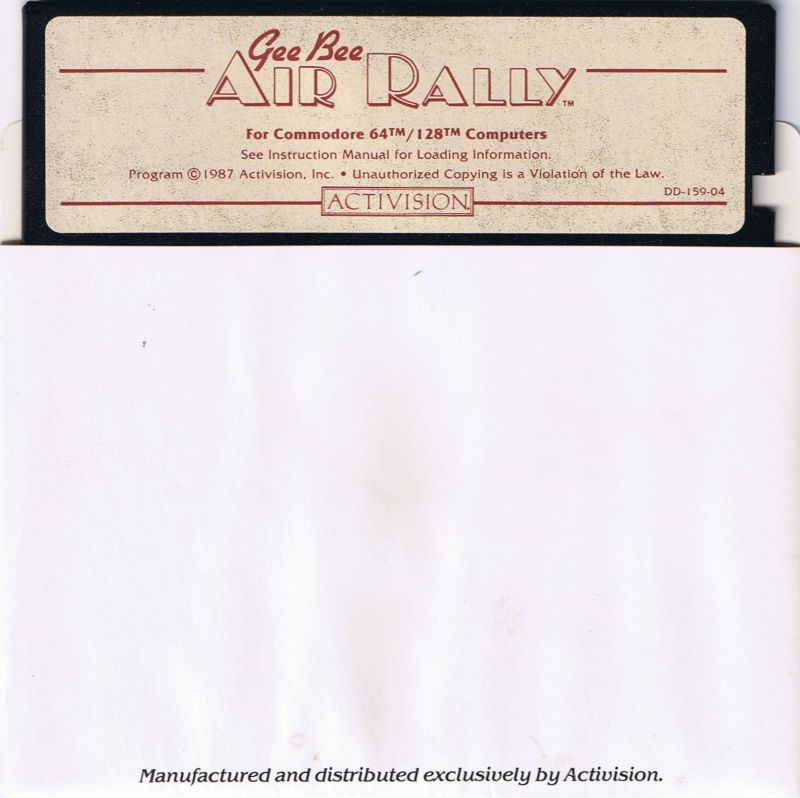 Gee Bee
AIR RALLY™
For Commodore 64™/128™ Computers
See Instruction Manual for Loading Information.
Program ©1987 Activision, Inc. • Unauthorized Copying is a Violation of the Law.
DD-159-04
ACTIVISION.
Manufactured and distributed exclusively by Activision.